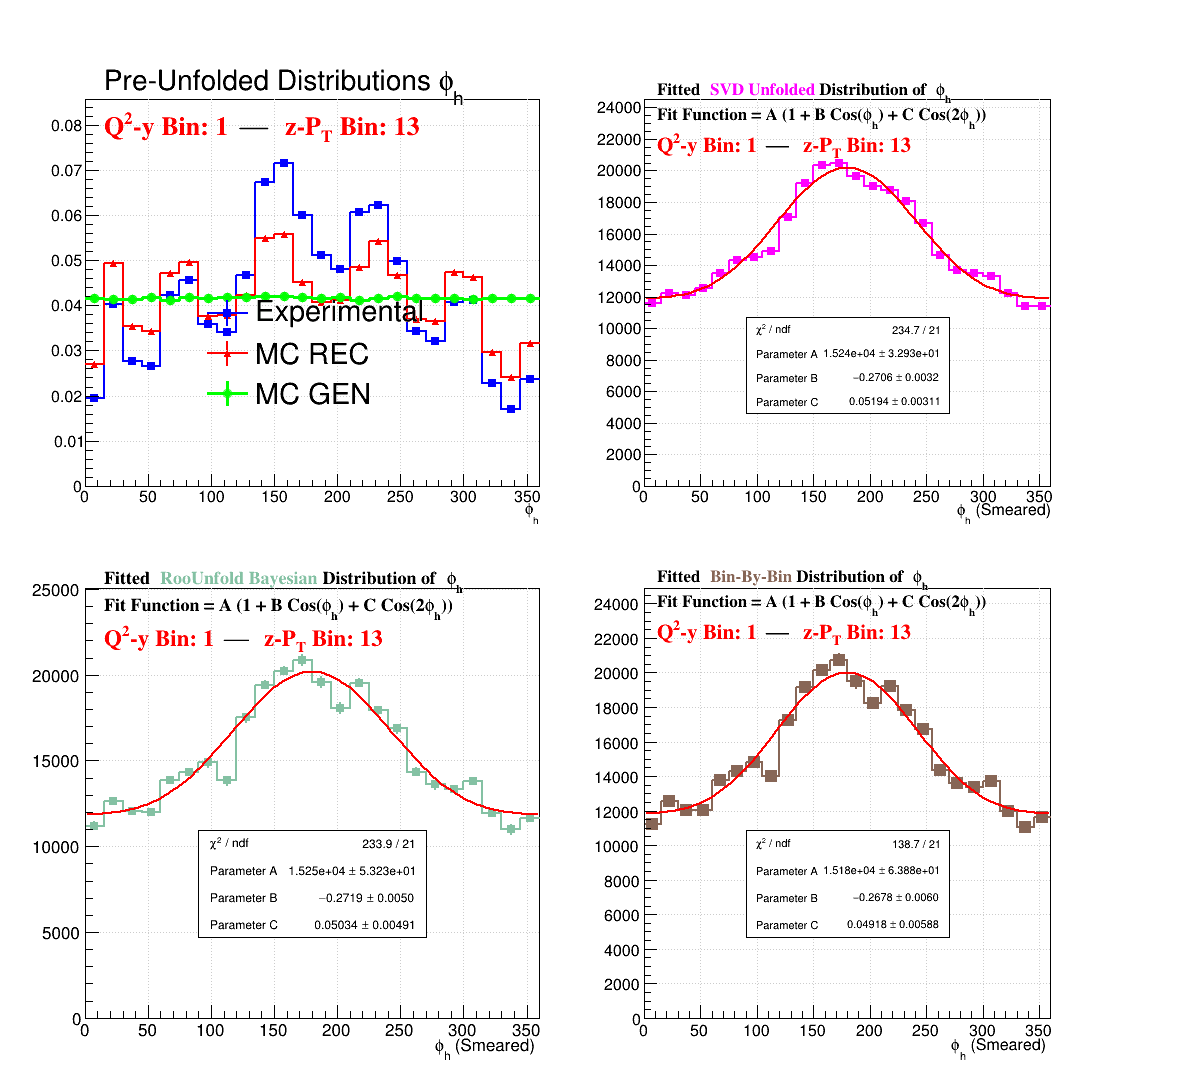 Pre-Unfolded Distributions ϕh
Q²-y Bin: 1 — z-PT Bin: 13
0.08
0.07
0.06
0.05
0.04
0.03
0.02
0.01
0
Experimental
MC REC
MC GEN
0 50 100 150 200 250 300 350
ϕh
Fitted SVD Unfolded Distribution of ϕh
Fit Function = A (1 + B Cos(ϕh) + C Cos(2ϕh))
Q²-y Bin: 1 — z-PT Bin: 13
24000
22000
20000
18000
16000
14000
12000
10000
8000
6000
4000
2000
0
χ² / ndf 234.7 / 21
Parameter A 1.524e+04 ± 3.293e+01
Parameter B −0.2706 ± 0.0032
Parameter C 0.05194 ± 0.00311
0 50 100 150 200 250 300 350
ϕh (Smeared)
Fitted RooUnfold Bayesian Distribution of ϕh
Fit Function = A (1 + B Cos(ϕh) + C Cos(2ϕh))
Q²-y Bin: 1 — z-PT Bin: 13
25000
20000
15000
10000
5000
0
χ² / ndf 233.9 / 21
Parameter A 1.525e+04 ± 5.323e+01
Parameter B −0.2719 ± 0.0050
Parameter C 0.05034 ± 0.00491
0 50 100 150 200 250 300 350
ϕh (Smeared)
Fitted Bin-By-Bin Distribution of ϕh
Fit Function = A (1 + B Cos(ϕh) + C Cos(2ϕh))
Q²-y Bin: 1 — z-PT Bin: 13
24000
22000
20000
18000
16000
14000
12000
10000
8000
6000
4000
2000
0
χ² / ndf 138.7 / 21
Parameter A 1.518e+04 ± 6.388e+01
Parameter B −0.2678 ± 0.0060
Parameter C 0.04918 ± 0.00588
0 50 100 150 200 250 300 350
ϕh (Smeared)